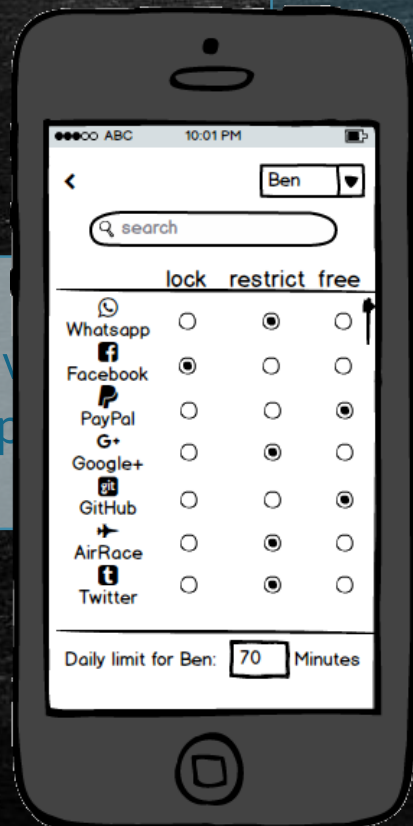 ABC 10:01 PM
Ben
search
lock restrict free
Whatsapp
Facebook
PayPal
G+
Google+
git
GitHub
AirRace
t
Twitter
Daily limit for Ben: 70 Minutes